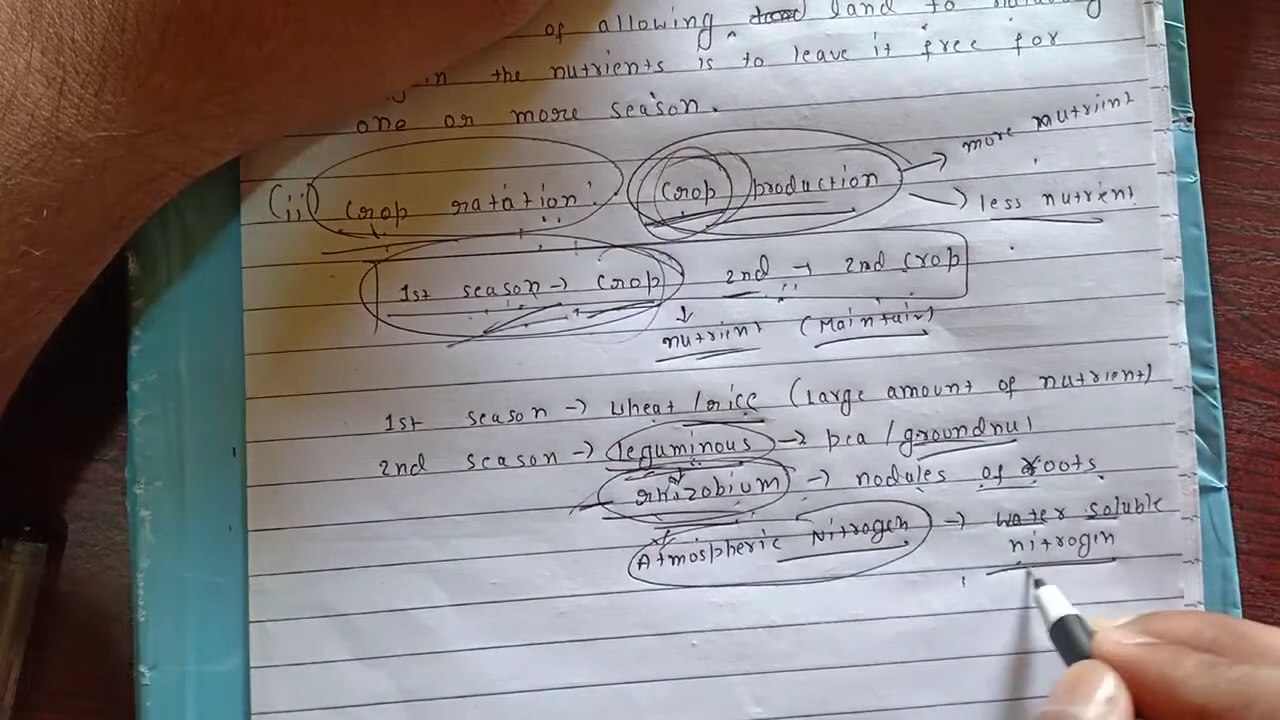 of allowing land to
the nutrients is to leave it free for
one or more season.
(ii) Crop ratation: Crop production → more nutrient
→ less nutrient
1st season → Crop 2nd → 2nd Crop
↓ nutrient (Maintain)
1st season → Wheat / rice (large amount of nutrient)
2nd season → leguminous → pea / groundnut
rhizobium → nodules of roots
Atmospheric Nitrogen → water soluble
nitrogen